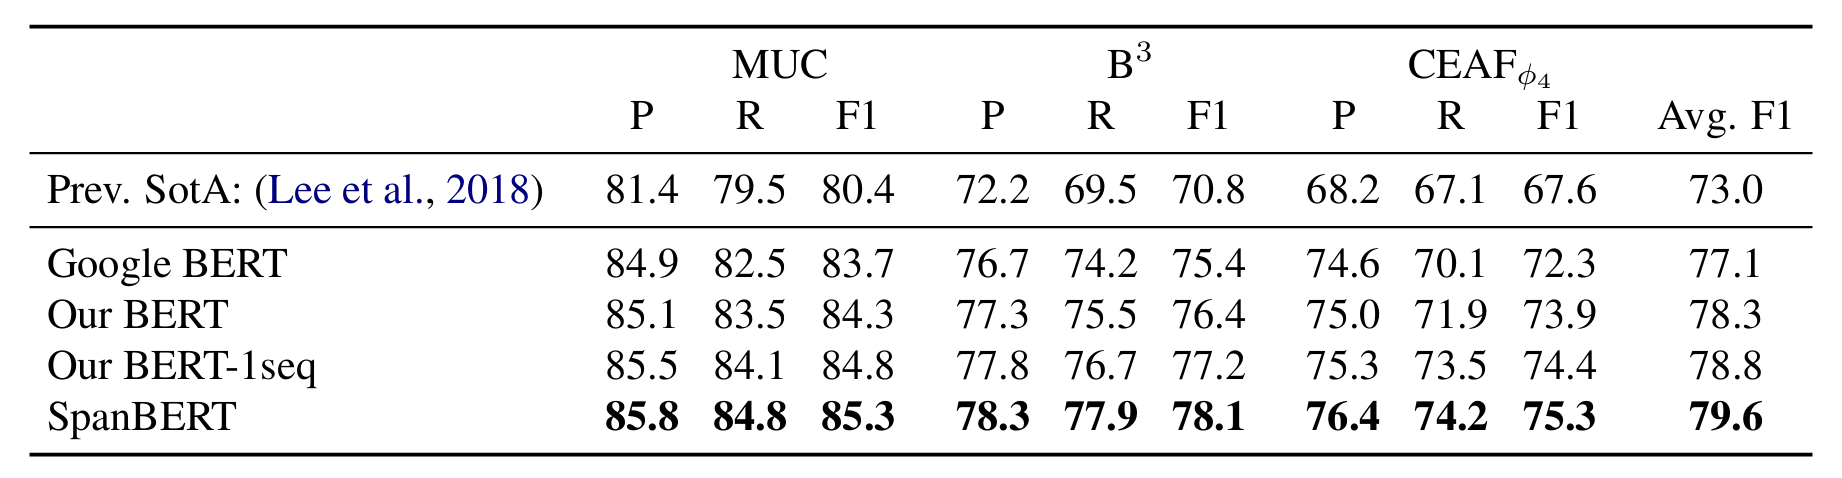 MUC B³ CEAFϕ₄
P R F1 P R F1 P R F1 Avg. F1
Prev. SotA: (Lee et al., 2018) 81.4 79.5 80.4 72.2 69.5 70.8 68.2 67.1 67.6 73.0
Google BERT 84.9 82.5 83.7 76.7 74.2 75.4 74.6 70.1 72.3 77.1
Our BERT 85.1 83.5 84.3 77.3 75.5 76.4 75.0 71.9 73.9 78.3
Our BERT-1seq 85.5 84.1 84.8 77.8 76.7 77.2 75.3 73.5 74.4 78.8
SpanBERT 85.8 84.8 85.3 78.3 77.9 78.1 76.4 74.2 75.3 79.6